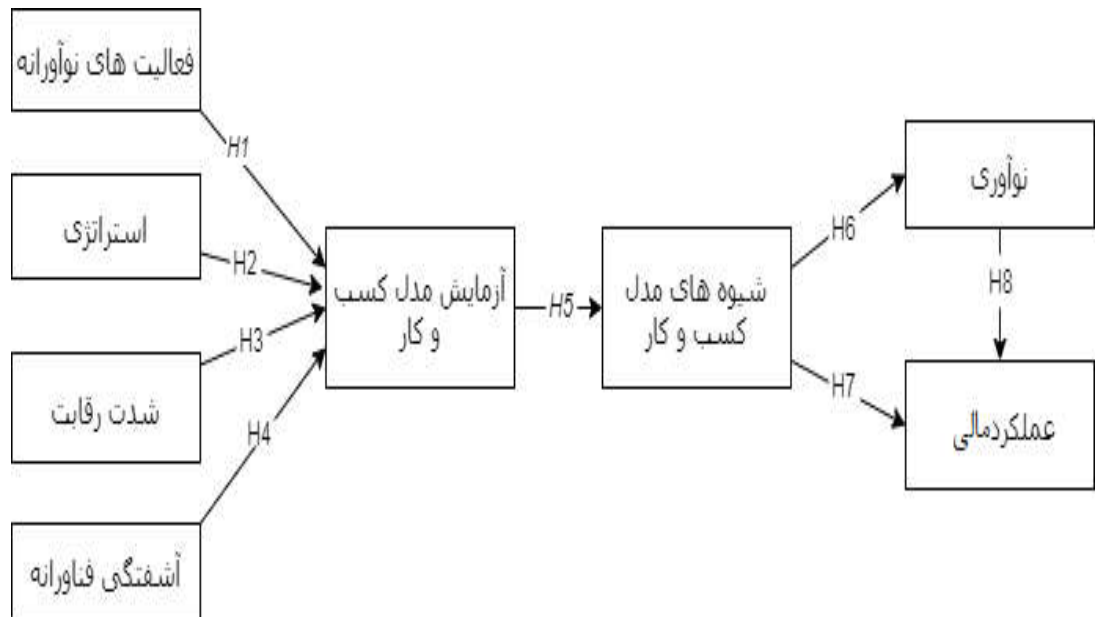 فعالیت های نوآورانه
H1
استراتژی
H2
شدت رقابت
H3
آشفتگی فناورانه
H4
آزمایش مدل کسب
و کار
H5
شیوه های مدل
کسب و کار
H6
نوآوری
H7
H8
عملکردمالی